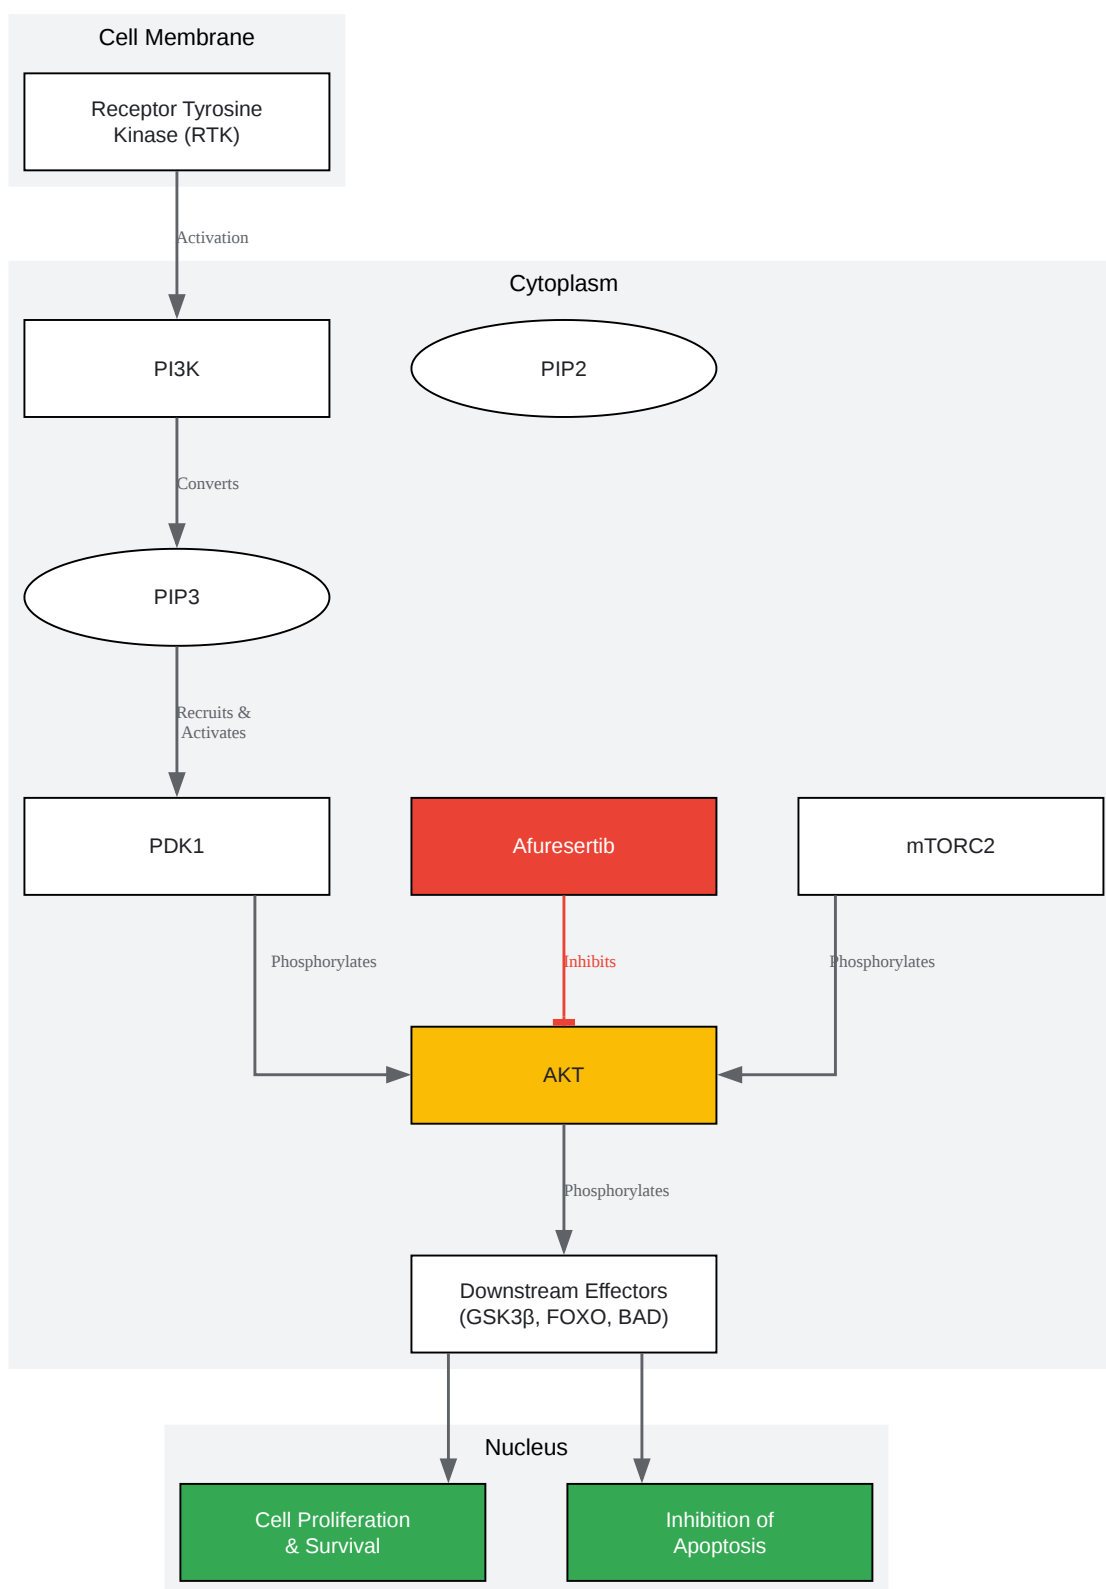 Cell Membrane
Receptor Tyrosine
Kinase (RTK)
Activation
Cytoplasm
PI3K
PIP2
Converts
PIP3
Recruits &
Activates
PDK1
Afuresertib
mTORC2
Phosphorylates
Inhibits
Phosphorylates
AKT
Phosphorylates
Downstream Effectors
(GSK3β, FOXO, BAD)
Nucleus
Cell Proliferation
& Survival
Inhibition of
Apoptosis